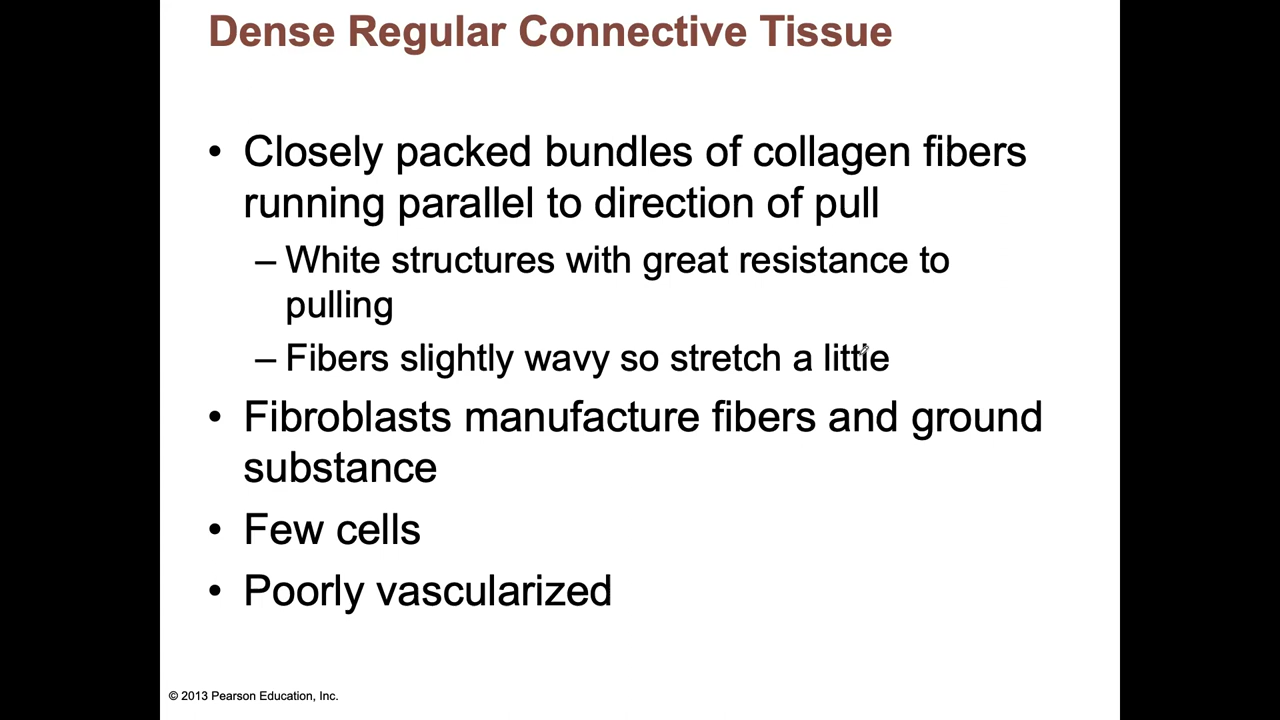 Dense Regular Connective Tissue
• Closely packed bundles of collagen fibers
running parallel to direction of pull
– White structures with great resistance to
pulling
– Fibers slightly wavy so stretch a little
• Fibroblasts manufacture fibers and ground
substance
• Few cells
• Poorly vascularized
© 2013 Pearson Education, Inc.